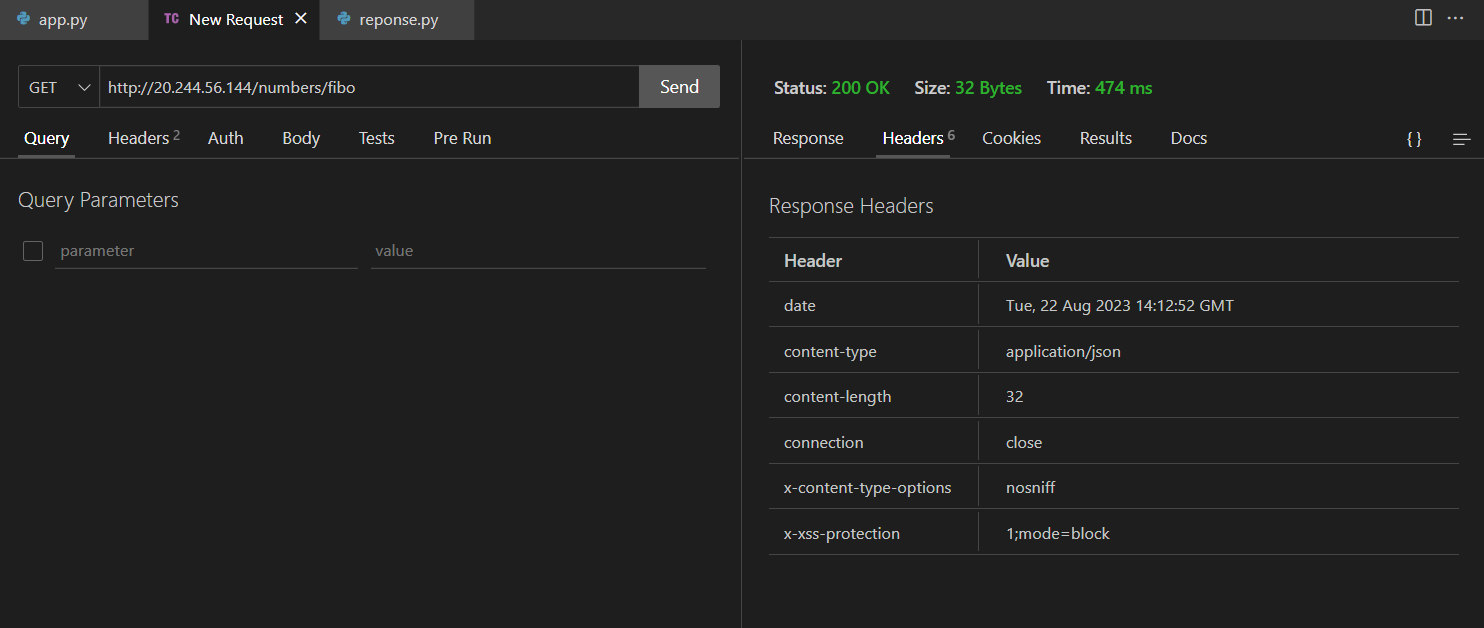 app.py TC New Request reponse.py
GET http://20.244.56.144/numbers/fibo Send
Query Headers 2 Auth Body Tests Pre Run
Query Parameters
parameter value
Status: 200 OK Size: 32 Bytes Time: 474 ms
Response Headers 6 Cookies Results Docs { }
Response Headers
Header Value
date Tue, 22 Aug 2023 14:12:52 GMT
content-type application/json
content-length 32
connection close
x-content-type-options nosniff
x-xss-protection 1;mode=block